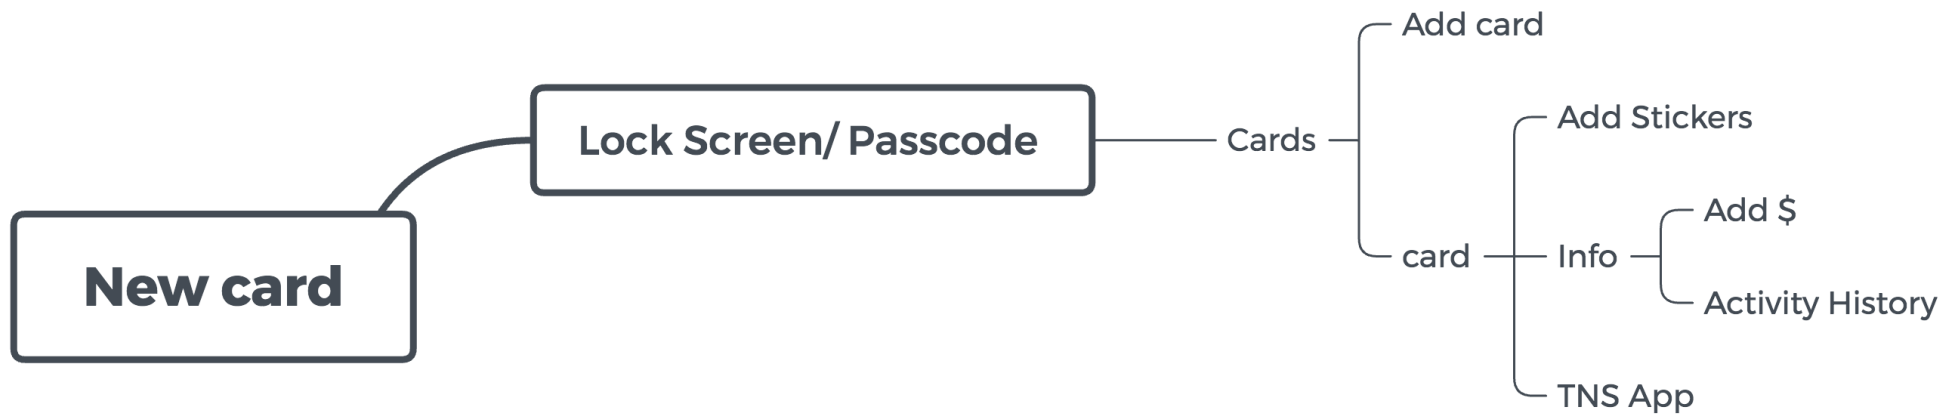 New card
Lock Screen/ Passcode
Cards
Add card
card
Add Stickers
Info
Add $
Activity History
TNS App